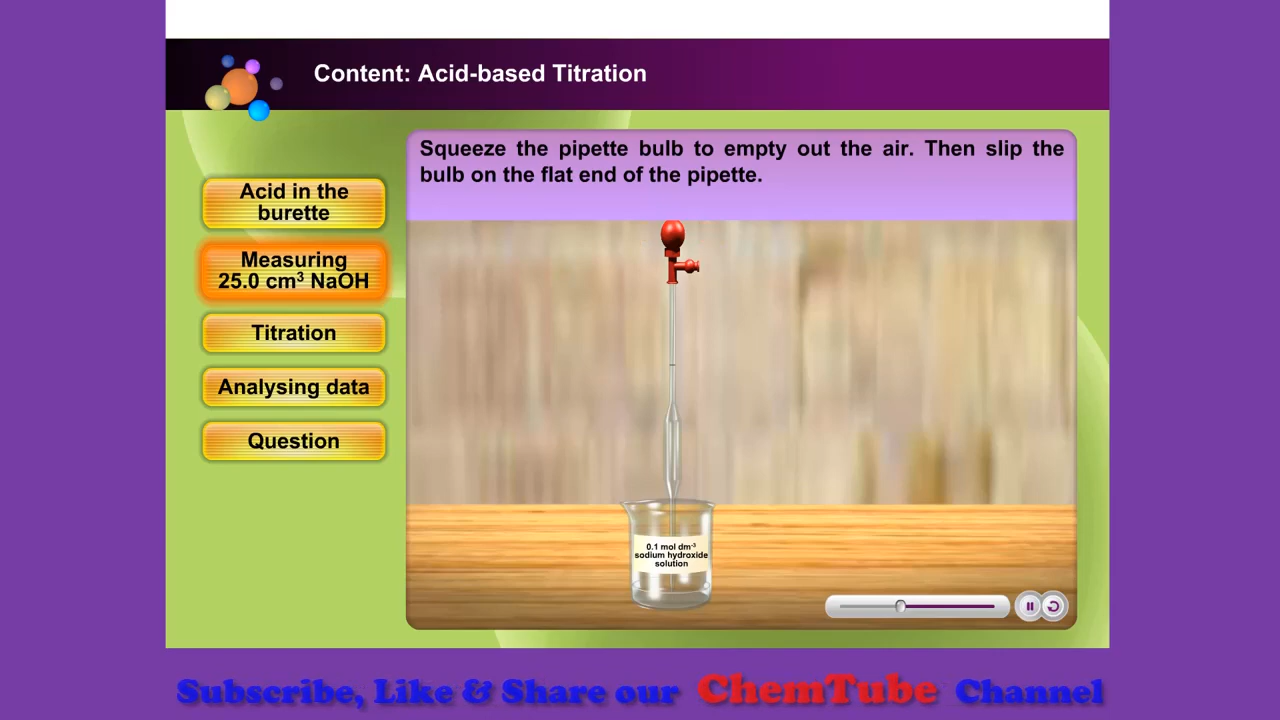 Content: Acid-based Titration
Squeeze the pipette bulb to empty out the air. Then slip the
bulb on the flat end of the pipette.
Acid in the
burette
Measuring
25.0 cm³ NaOH
Titration
Analysing data
Question
0.1 mol dm⁻³
sodium hydroxide
solution
Subscribe, Like & Share our ChemTube Channel